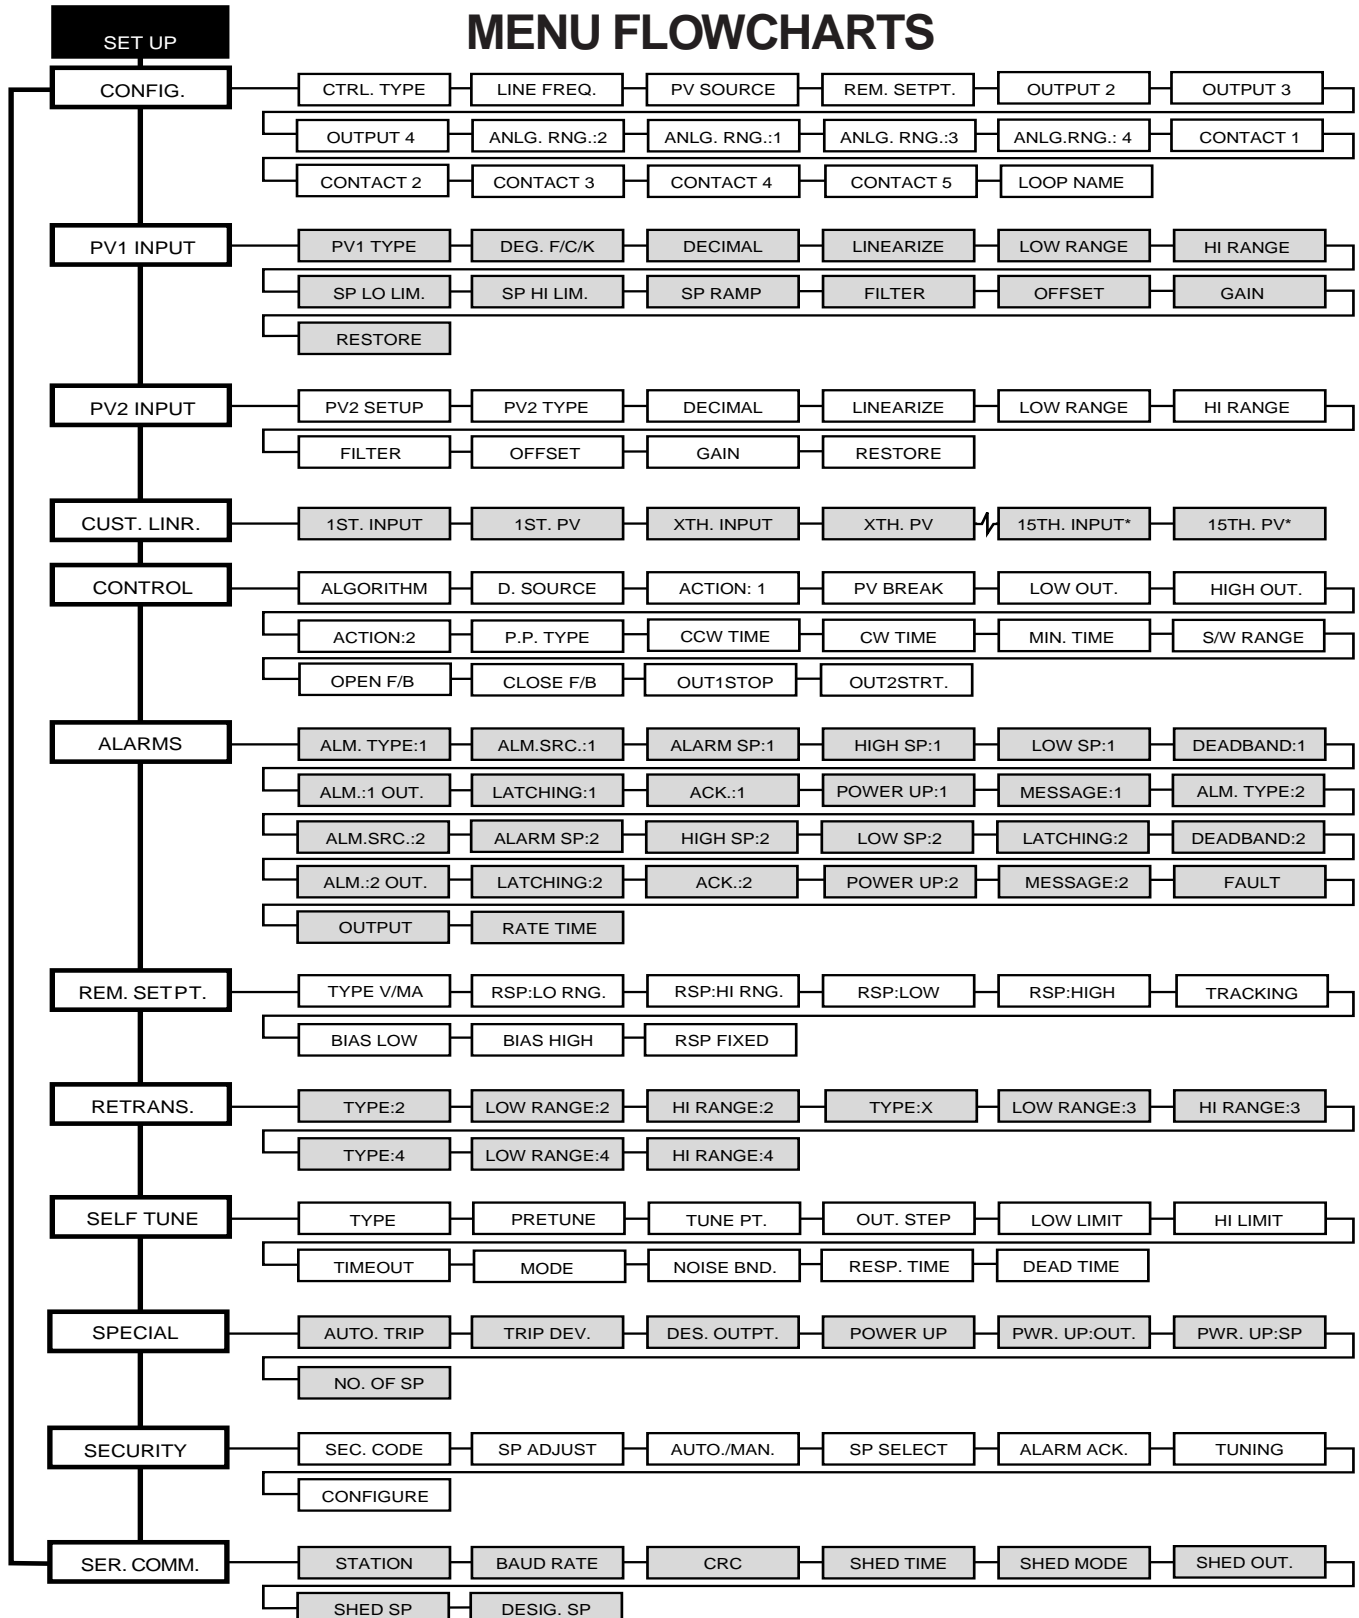 MENU FLOWCHARTS
SET UP
CONFIG. CTRL. TYPE LINE FREQ. PV SOURCE REM. SETPT. OUTPUT 2 OUTPUT 3
OUTPUT 4 ANLG. RNG.:2 ANLG. RNG.:1 ANLG. RNG.:3 ANLG.RNG.: 4 CONTACT 1
CONTACT 2 CONTACT 3 CONTACT 4 CONTACT 5 LOOP NAME
PV1 INPUT PV1 TYPE DEG. F/C/K DECIMAL LINEARIZE LOW RANGE HI RANGE
SP LO LIM. SP HI LIM. SP RAMP FILTER OFFSET GAIN
RESTORE
PV2 INPUT PV2 SETUP PV2 TYPE DECIMAL LINEARIZE LOW RANGE HI RANGE
FILTER OFFSET GAIN RESTORE
CUST. LINR. 1ST. INPUT 1ST. PV XTH. INPUT XTH. PV 15TH. INPUT* 15TH. PV*
CONTROL ALGORITHM D. SOURCE ACTION: 1 PV BREAK LOW OUT. HIGH OUT.
ACTION:2 P.P. TYPE CCW TIME CW TIME MIN. TIME S/W RANGE
OPEN F/B CLOSE F/B OUT1STOP OUT2STRT.
ALARMS ALM. TYPE:1 ALM.SRC.:1 ALARM SP:1 HIGH SP:1 LOW SP:1 DEADBAND:1
ALM.:1 OUT. LATCHING:1 ACK.:1 POWER UP:1 MESSAGE:1 ALM. TYPE:2
ALM.SRC.:2 ALARM SP:2 HIGH SP:2 LOW SP:2 LATCHING:2 DEADBAND:2
ALM.:2 OUT. LATCHING:2 ACK.:2 POWER UP:2 MESSAGE:2 FAULT
OUTPUT RATE TIME
REM. SETPT. TYPE V/MA RSP:LO RNG. RSP:HI RNG. RSP:LOW RSP:HIGH TRACKING
BIAS LOW BIAS HIGH RSP FIXED
RETRANS. TYPE:2 LOW RANGE:2 HI RANGE:2 TYPE:X LOW RANGE:3 HI RANGE:3
TYPE:4 LOW RANGE:4 HI RANGE:4
SELF TUNE TYPE PRETUNE TUNE PT. OUT. STEP LOW LIMIT HI LIMIT
TIMEOUT MODE NOISE BND. RESP. TIME DEAD TIME
SPECIAL AUTO. TRIP TRIP DEV. DES. OUTPT. POWER UP PWR. UP:OUT. PWR. UP:SP
NO. OF SP
SECURITY SEC. CODE SP ADJUST AUTO./MAN. SP SELECT ALARM ACK. TUNING
CONFIGURE
SER. COMM. STATION BAUD RATE CRC SHED TIME SHED MODE SHED OUT.
SHED SP DESIG. SP